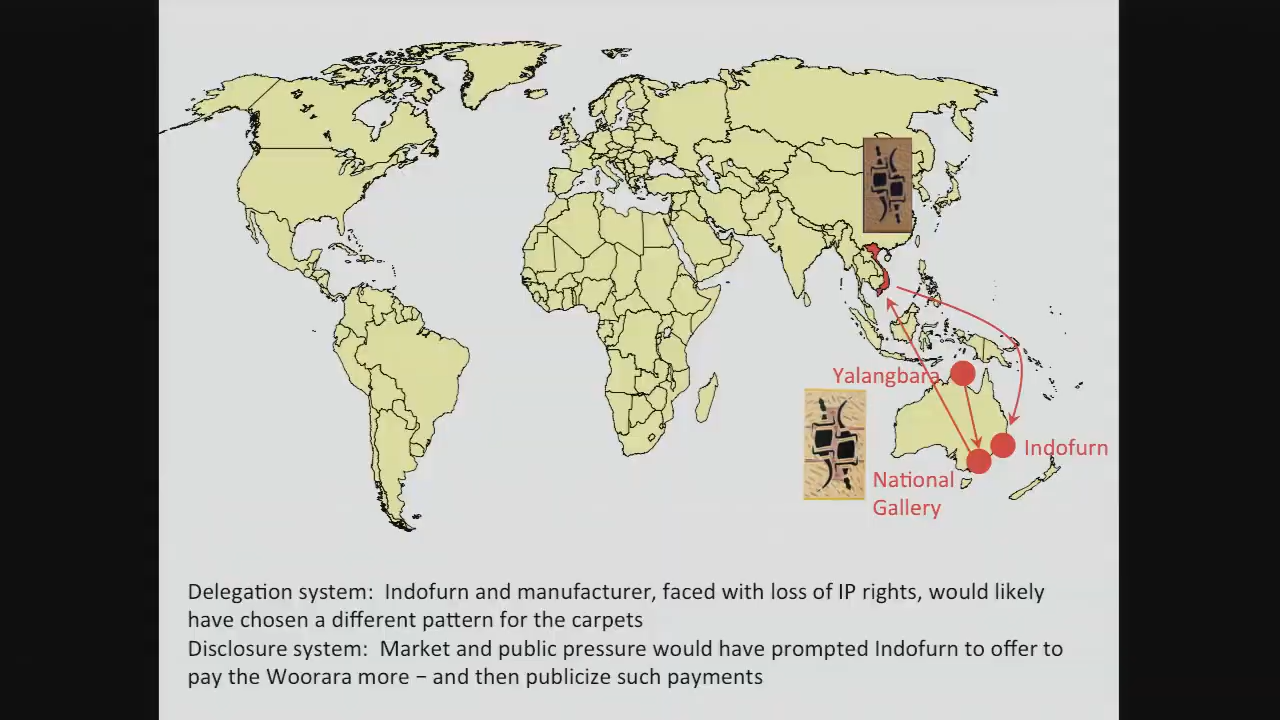 Yalangbara
Indofurn
National
Gallery
Delegation system:  Indofurn and manufacturer, faced with loss of IP rights, would likely
have chosen a different pattern for the carpets
Disclosure system:  Market and public pressure would have prompted Indofurn to offer to
pay the Woorara more − and then publicize such payments